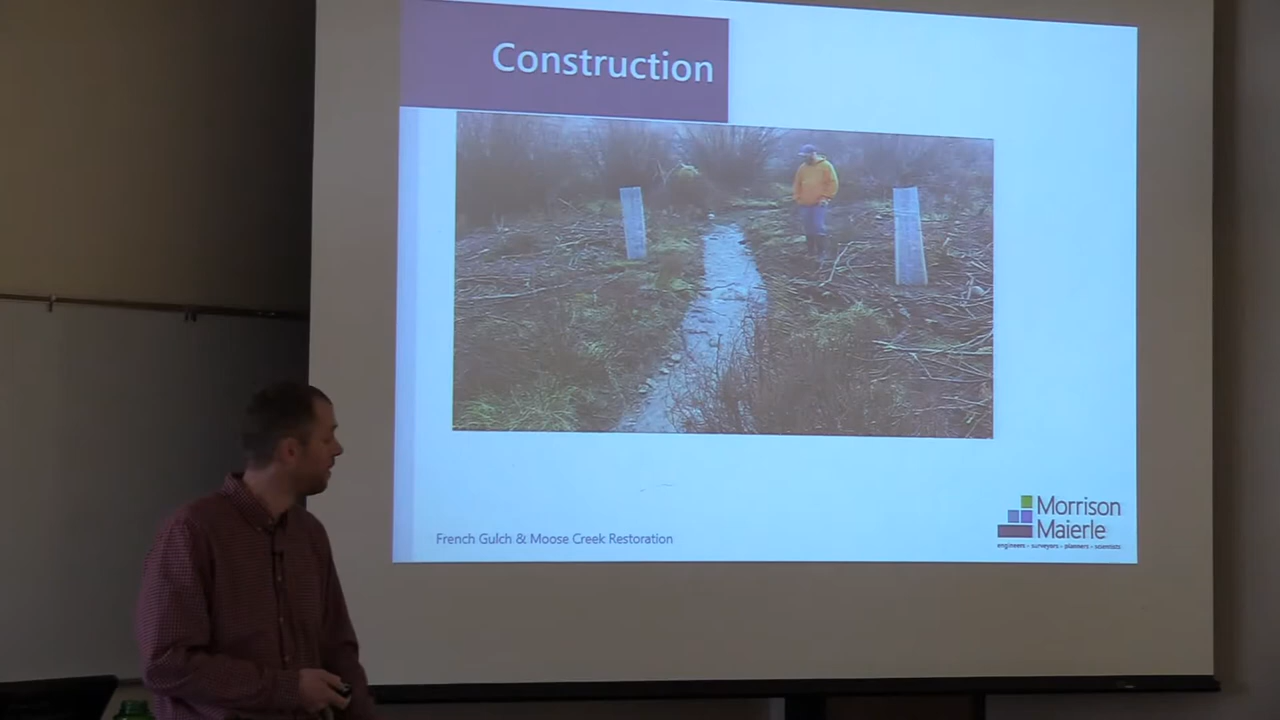 Construction
French Gulch & Moose Creek Restoration
Morrison
Maierle
engineers - surveyors - planners - scientists